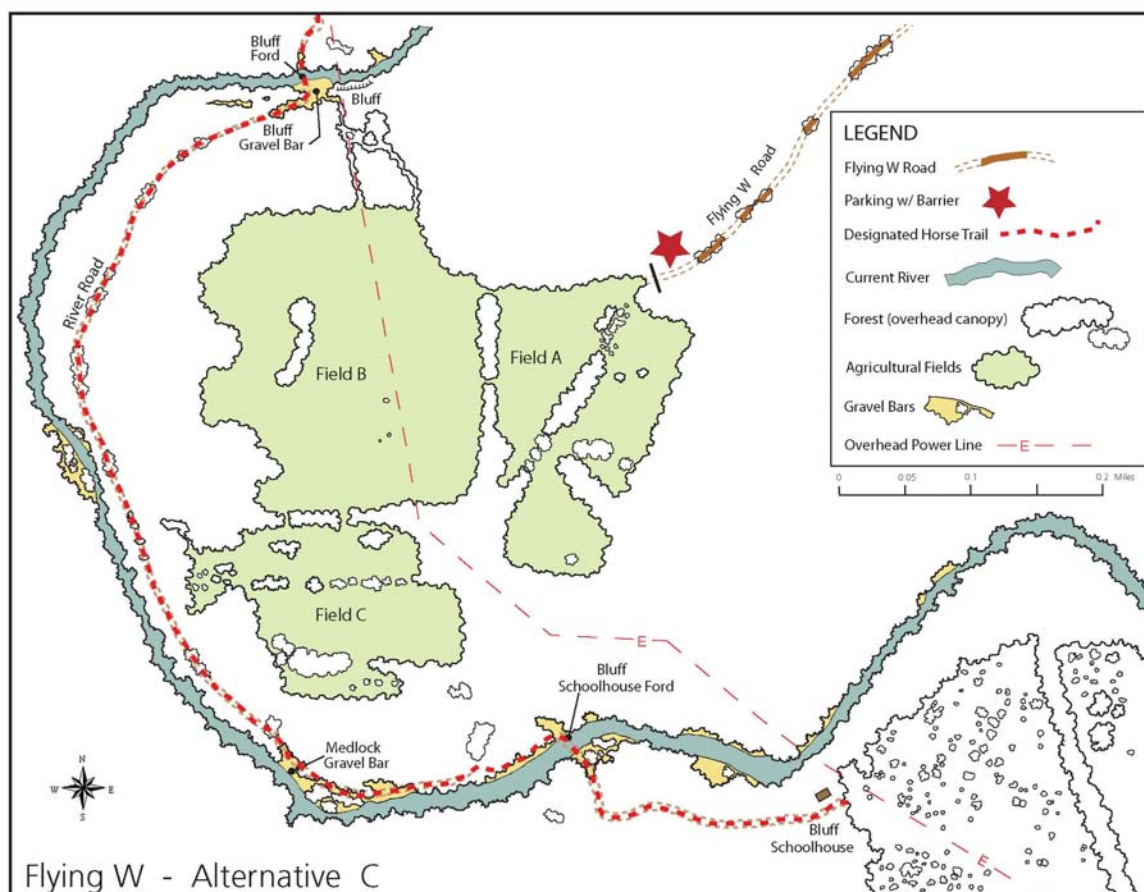 Bluff
Ford
Bluff
Bluff
Gravel Bar
River Road
Flying W Road
Field A
Field B
Field C
E
Bluff
Schoolhouse Ford
Medlock
Gravel Bar
Bluff
Schoolhouse
E
N
W E
S
LEGEND
Flying W Road
Parking w/ Barrier
Designated Horse Trail
Current River
Forest (overhead canopy)
Agricultural Fields
Gravel Bars
Overhead Power Line
E
0 0.05 0.1 0.2 Miles
Flying W - Alternative C